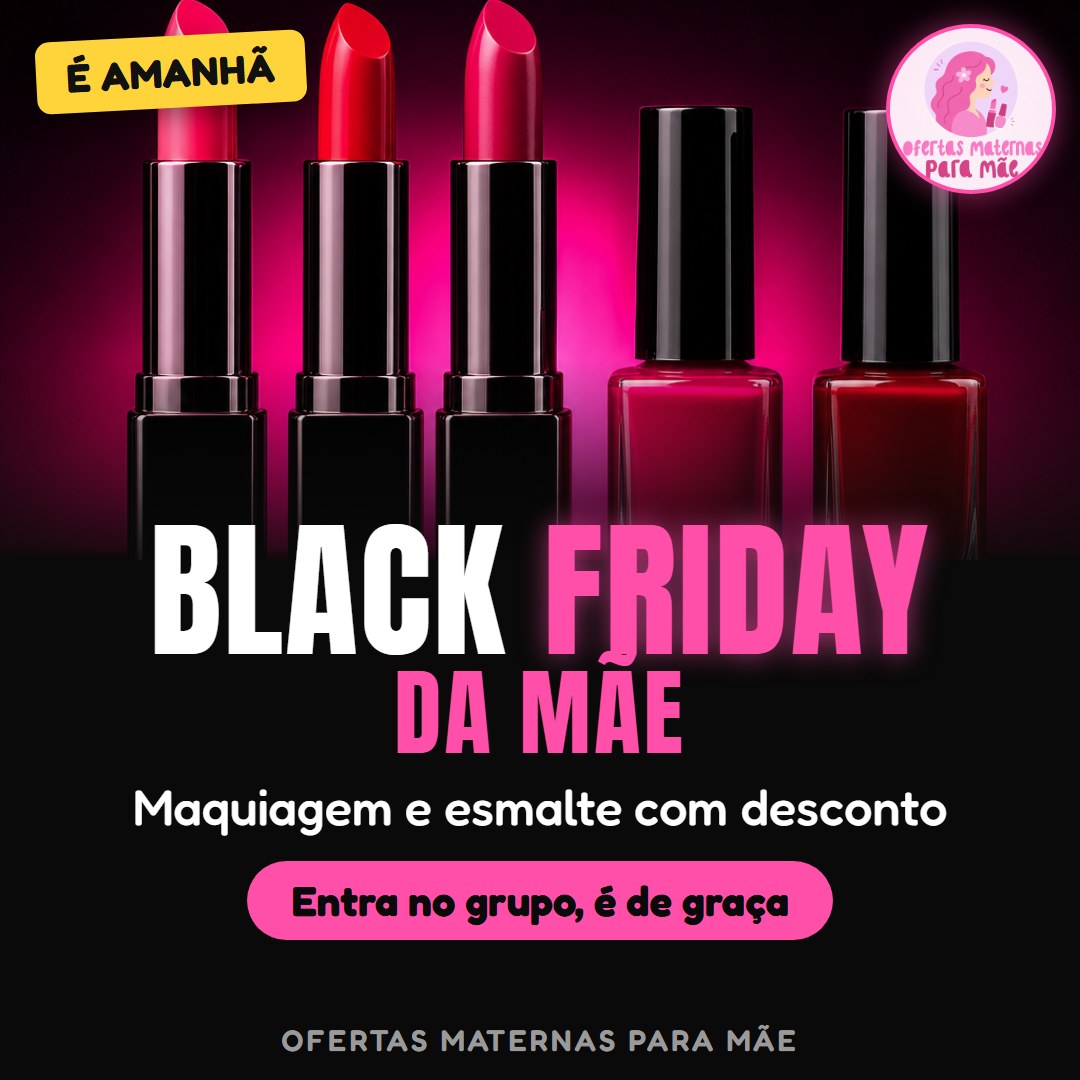 É AMANHÃ
ofertas maternas
para mãe
BLACK FRIDAY
DA MÃE
Maquiagem e esmalte com desconto
Entra no grupo, é de graça
OFERTAS MATERNAS PARA MÃE